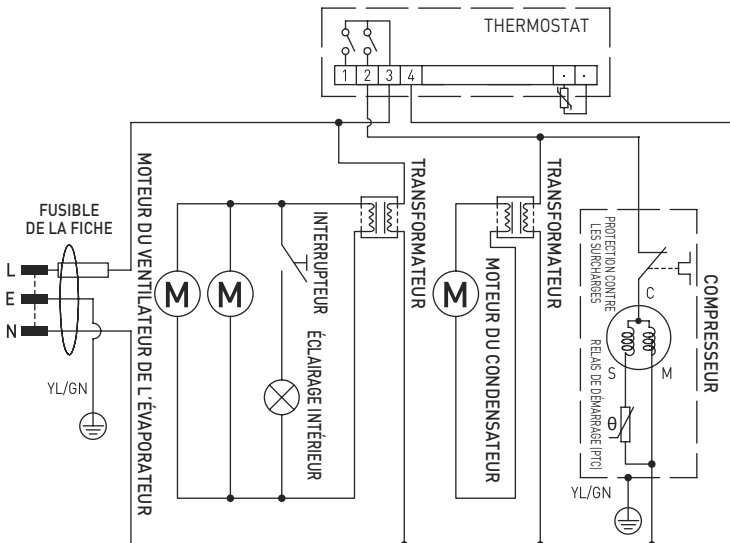 THERMOSTAT
1 2 3 4
FUSIBLE
DE LA FICHE
L
E
N
YL/GN
MOTEUR DU VENTILATEUR DE L'ÉVAPORATEUR
M
M
INTERRUPTEUR
ÉCLAIRAGE INTÉRIEUR
TRANSFORMATEUR
M
MOTEUR DU CONDENSATEUR
TRANSFORMATEUR
PROTECTION CONTRE
LES SURCHARGES
C
S
M
RELAIS DE DÉMARRAGE (PTC)
θ
COMPRESSEUR
YL/GN